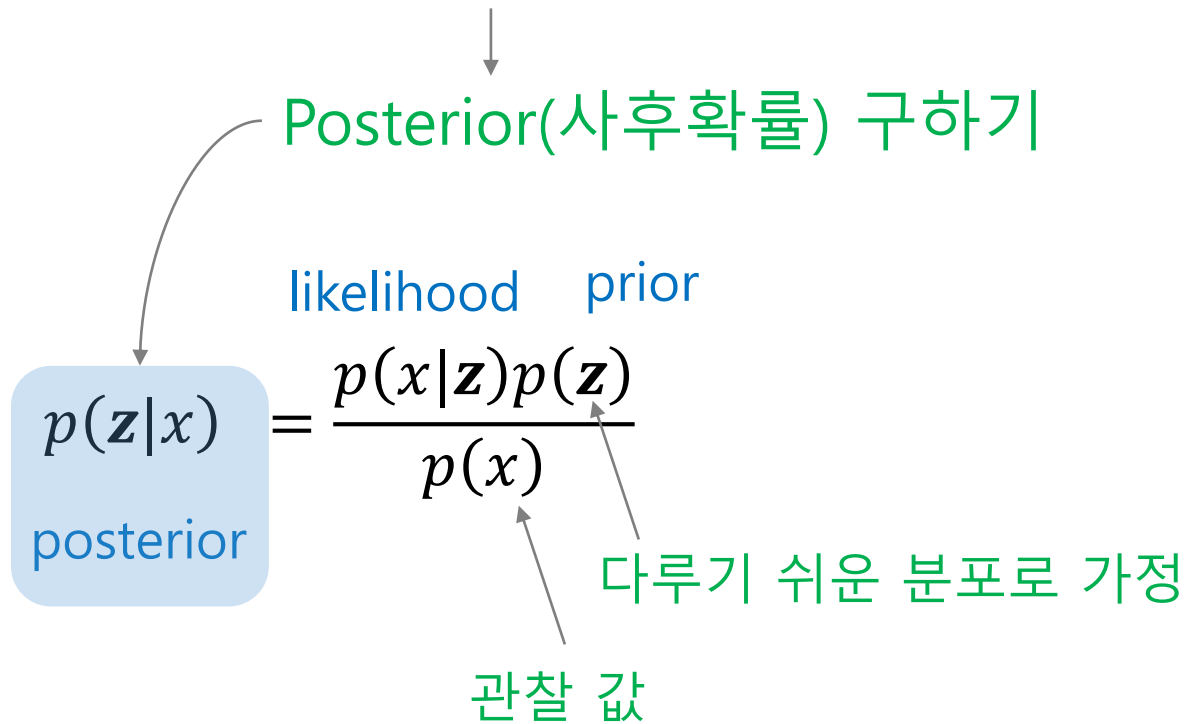 Posterior(사후확률) 구하기
likelihood prior
p(z|x) = p(x|z)p(z) / p(x)
posterior
다루기 쉬운 분포로 가정
관찰 값